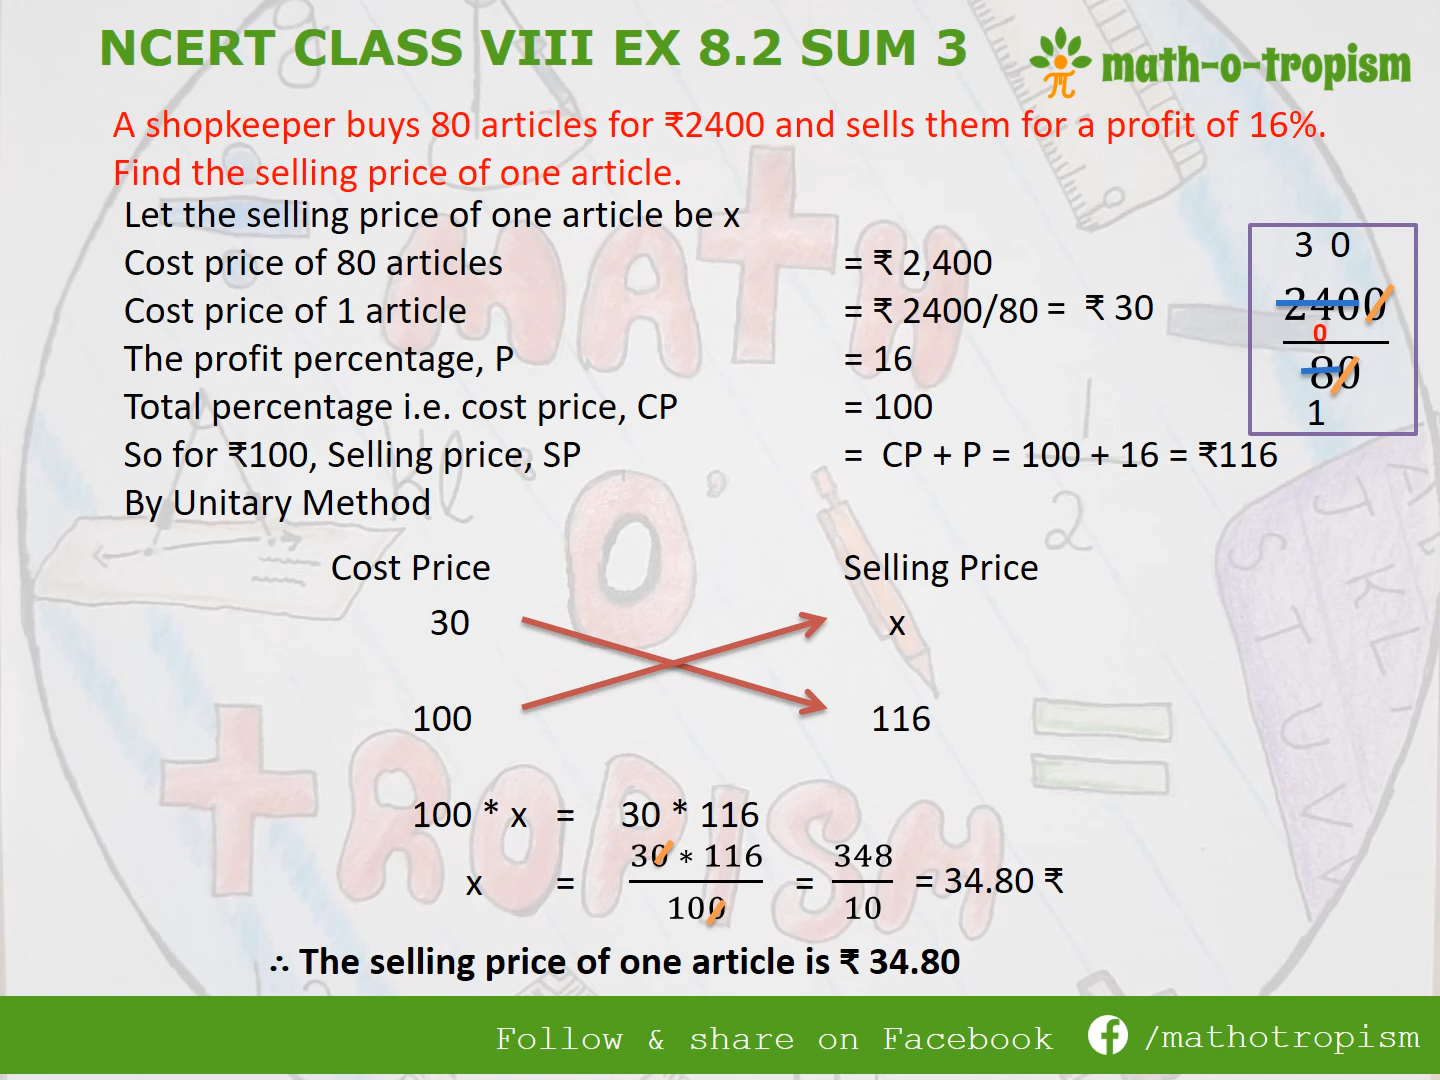 NCERT CLASS VIII EX 8.2 SUM 3
math-o-tropism
A shopkeeper buys 80 articles for ₹2400 and sells them for a profit of 16%.
Find the selling price of one article.
Let the selling price of one article be x
Cost price of 80 articles = ₹ 2,400
Cost price of 1 article = ₹ 2400/80 = ₹ 30
The profit percentage, P = 16
Total percentage i.e. cost price, CP = 100
So for ₹100, Selling price, SP = CP + P = 100 + 16 = ₹116
By Unitary Method
3 0
2400
0
80
1
Cost Price Selling Price
30 x
100 116
100 * x = 30 * 116
x = 30 * 116 / 100 = 348 / 10 = 34.80 ₹
∴ The selling price of one article is ₹ 34.80
MATH
O'
TROPISM
1
2
J K L
S T U V
Follow & share on Facebook /mathotropism